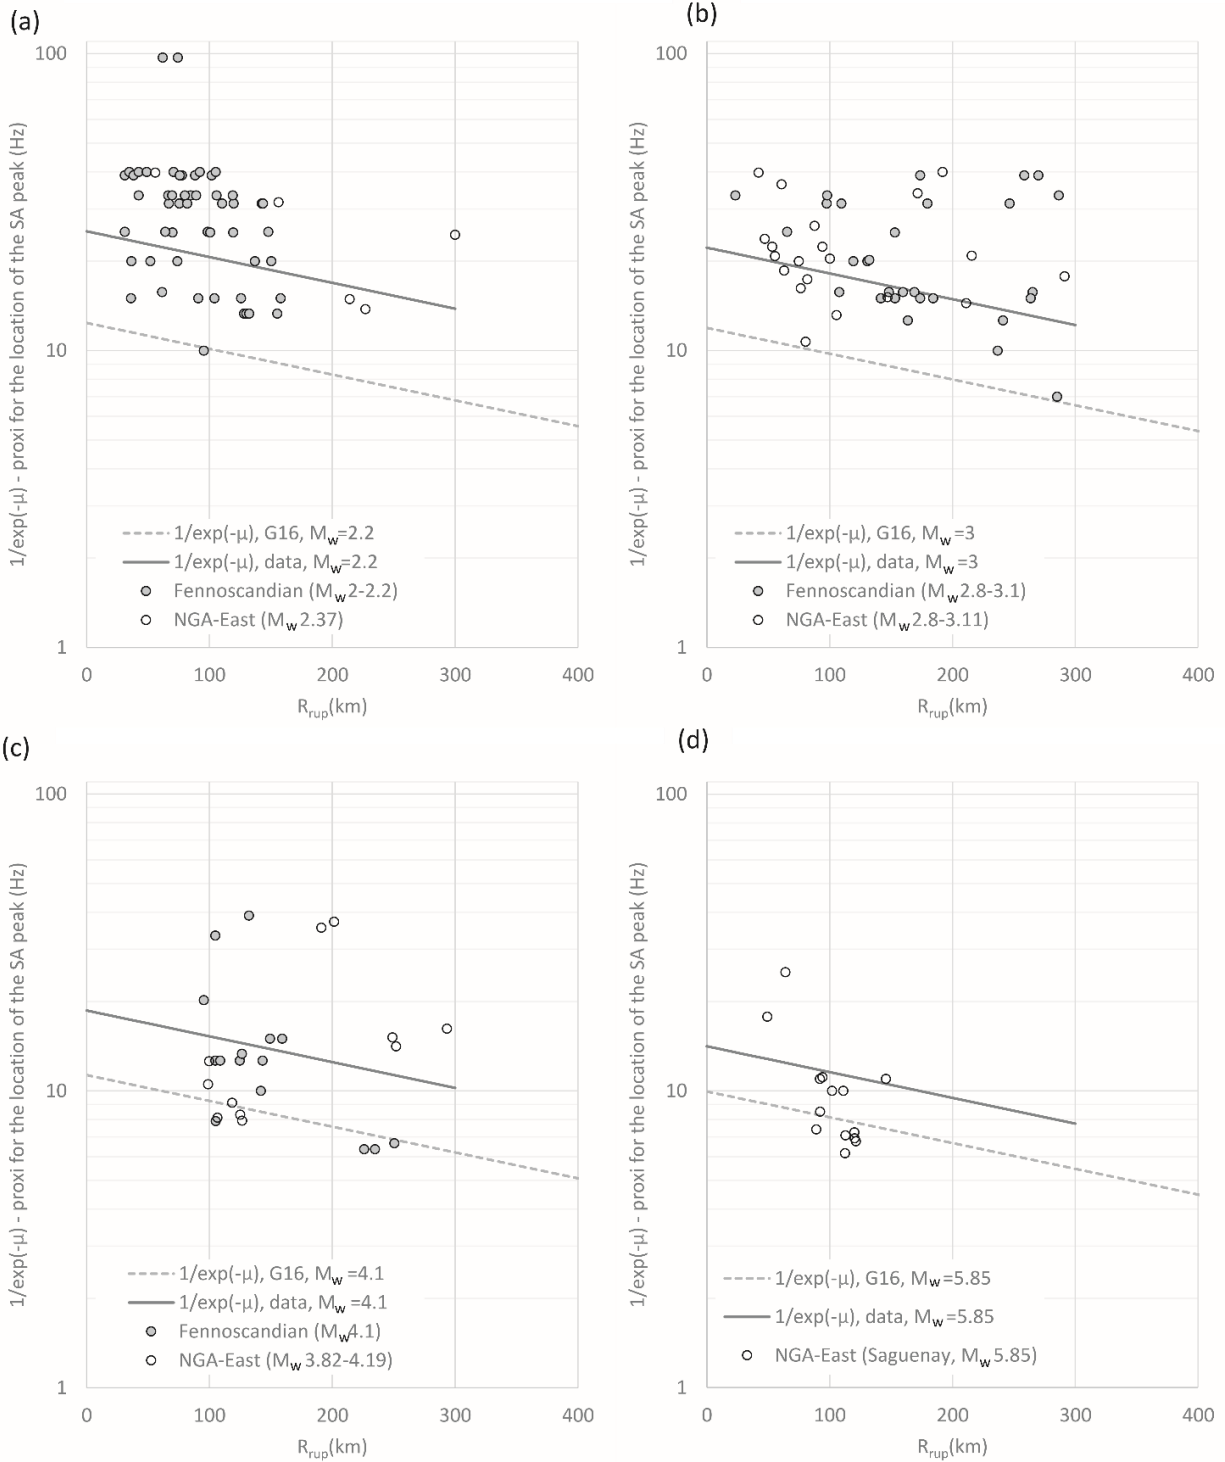 (a)
1/exp(-μ) - proxi for the location of the SA peak (Hz)
100
10
1
0 100 200 300 400
Rrup(km)
1/exp(-μ), G16, Mw=2.2
1/exp(-μ), data, Mw=2.2
Fennoscandian (Mw2-2.2)
NGA-East (Mw2.37)
(b)
1/exp(-μ) - proxi for the location of the SA peak (Hz)
100
10
1
0 100 200 300 400
Rrup(km)
1/exp(-μ), G16, Mw=3
1/exp(-μ), data, Mw=3
Fennoscandian (Mw2.8-3.1)
NGA-East (Mw2.8-3.11)
(c)
1/exp(-μ) - proxi for the location of the SA peak (Hz)
100
10
1
0 100 200 300 400
Rrup(km)
1/exp(-μ), G16, Mw=4.1
1/exp(-μ), data, Mw=4.1
Fennoscandian (Mw4.1)
NGA-East (Mw3.82-4.19)
(d)
1/exp(-μ) - proxi for the location of the SA peak (Hz)
100
10
1
0 100 200 300 400
Rrup(km)
1/exp(-μ), G16, Mw=5.85
1/exp(-μ), data, Mw=5.85
NGA-East (Saguenay, Mw5.85)